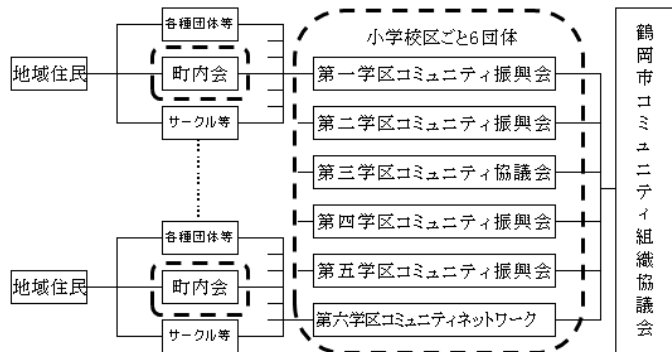 各種団体等
小学校区ごと6団体
地域住民
町内会
第一学区コミュニティ振興会
サークル等
第二学区コミュニティ振興会
第三学区コミュニティ協議会
第四学区コミュニティ振興会
各種団体等
地域住民
町内会
第五学区コミュニティ振興会
サークル等
第六学区コミュニティネットワーク
鶴岡市コミュニティ組織協議会